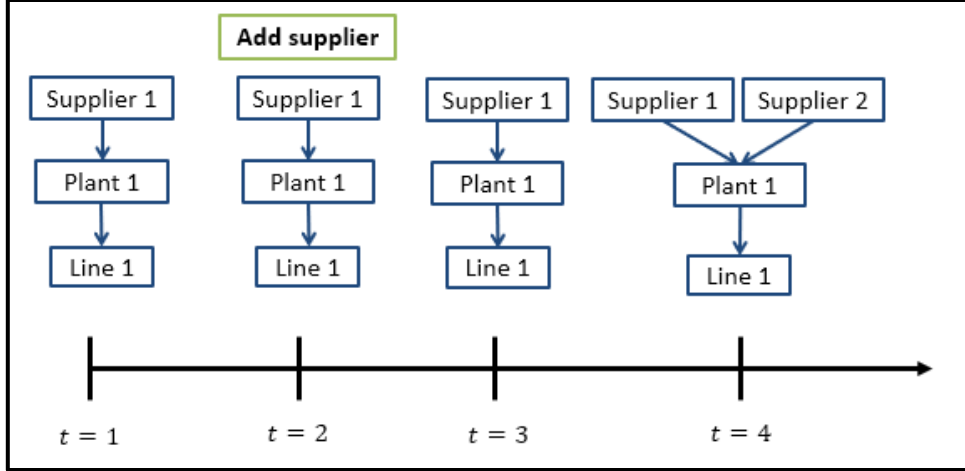 Add supplier
Supplier 1
Supplier 1
Supplier 1
Supplier 1
Supplier 2
Plant 1
Plant 1
Plant 1
Plant 1
Line 1
Line 1
Line 1
Line 1
t = 1
t = 2
t = 3
t = 4